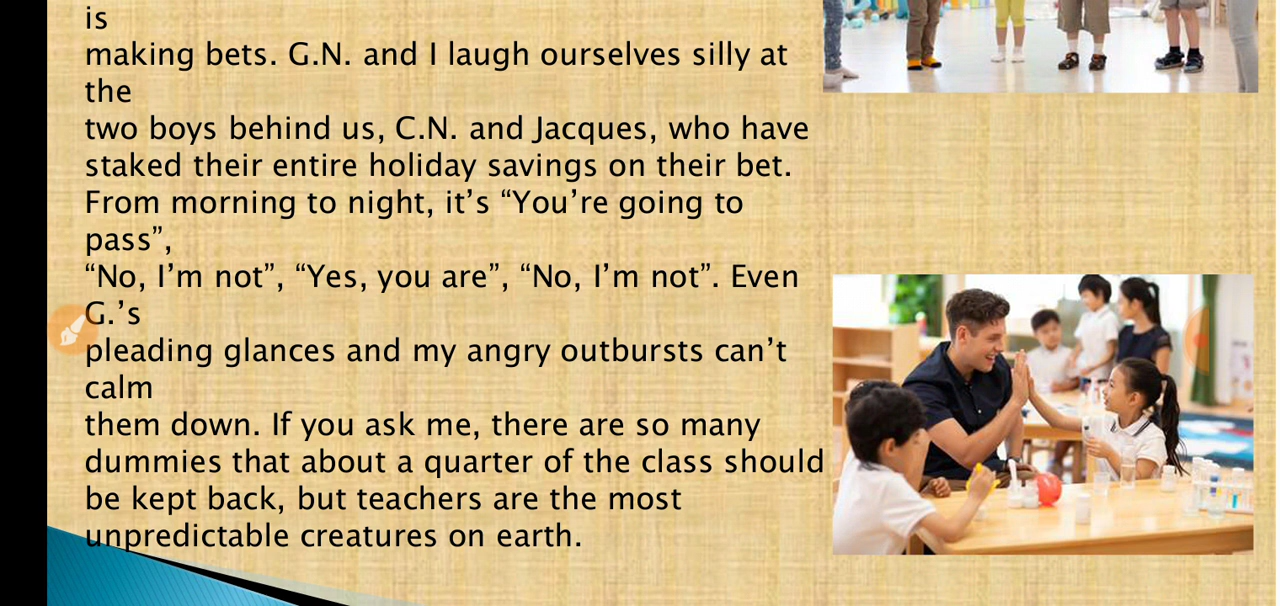 is
making bets. G.N. and I laugh ourselves silly at
the
two boys behind us, C.N. and Jacques, who have
staked their entire holiday savings on their bet.
From morning to night, it’s “You’re going to
pass”,
“No, I’m not”, “Yes, you are”, “No, I’m not”. Even
G.’s
pleading glances and my angry outbursts can’t
calm
them down. If you ask me, there are so many
dummies that about a quarter of the class should
be kept back, but teachers are the most
unpredictable creatures on earth.